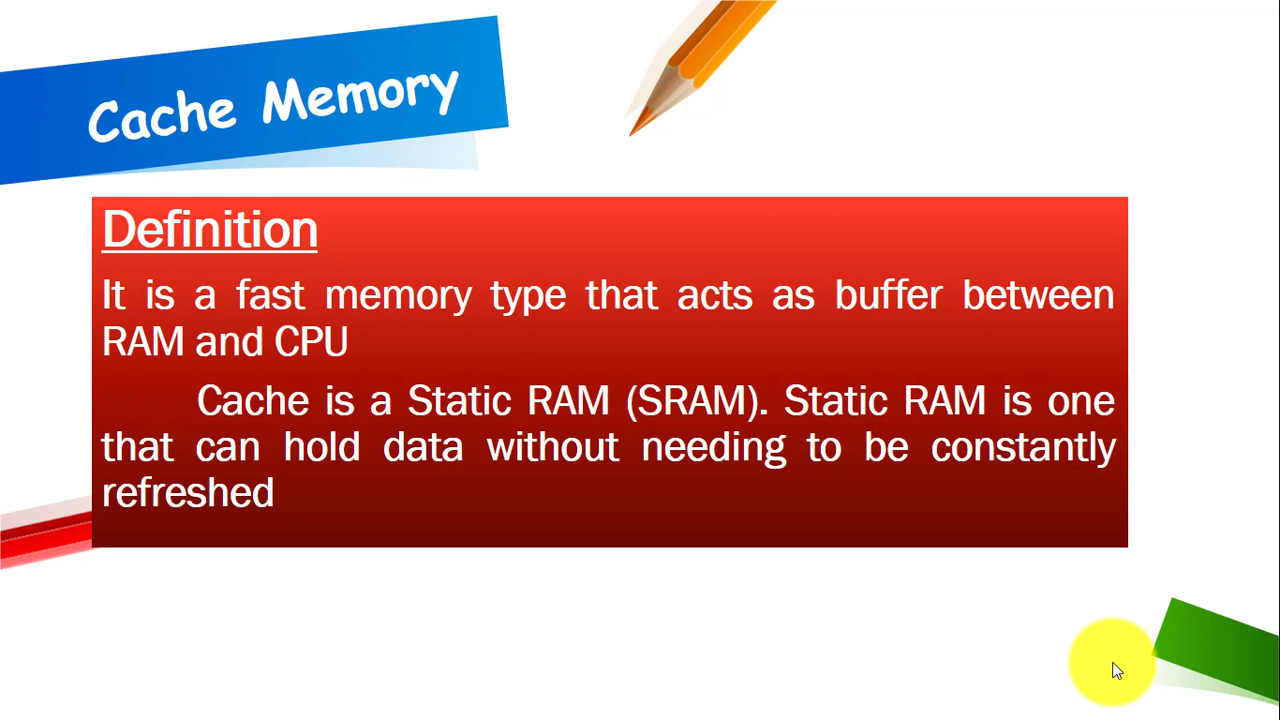 Cache Memory
Definition
It is a fast memory type that acts as buffer between
RAM and CPU
Cache is a Static RAM (SRAM). Static RAM is one
that can hold data without needing to be constantly
refreshed